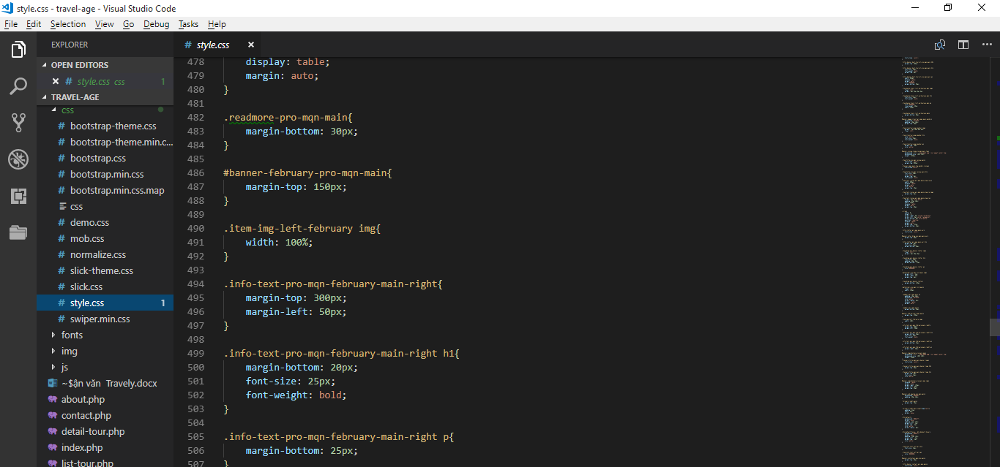 style.css - travel-age - Visual Studio Code
File Edit Selection View Go Debug Tasks Help
EXPLORER
OPEN EDITORS
# style.css css 1
TRAVEL-AGE
css
# bootstrap-theme.css
# bootstrap-theme.min.c...
# bootstrap.css
# bootstrap.min.css
# bootstrap.min.css.map
css
# demo.css
# mob.css
# normalize.css
# slick-theme.css
# slick.css
# style.css 1
# swiper.min.css
fonts
img
js
~$ận văn  Travely.docx
about.php
contact.php
detail-tour.php
index.php
list-tour.php
# style.css
478 display: table;
479 margin: auto;
480 }
481
482 .readmore-pro-mqn-main{
483 margin-bottom: 30px;
484 }
485
486 #banner-february-pro-mqn-main{
487 margin-top: 150px;
488 }
489
490 .item-img-left-february img{
491 width: 100%;
492 }
493
494 .info-text-pro-mqn-february-main-right{
495 margin-top: 300px;
496 margin-left: 50px;
497 }
498
499 .info-text-pro-mqn-february-main-right h1{
500 margin-bottom: 20px;
501 font-size: 25px;
502 font-weight: bold;
503 }
504
505 .info-text-pro-mqn-february-main-right p{
506 margin-bottom: 25px;
507 }